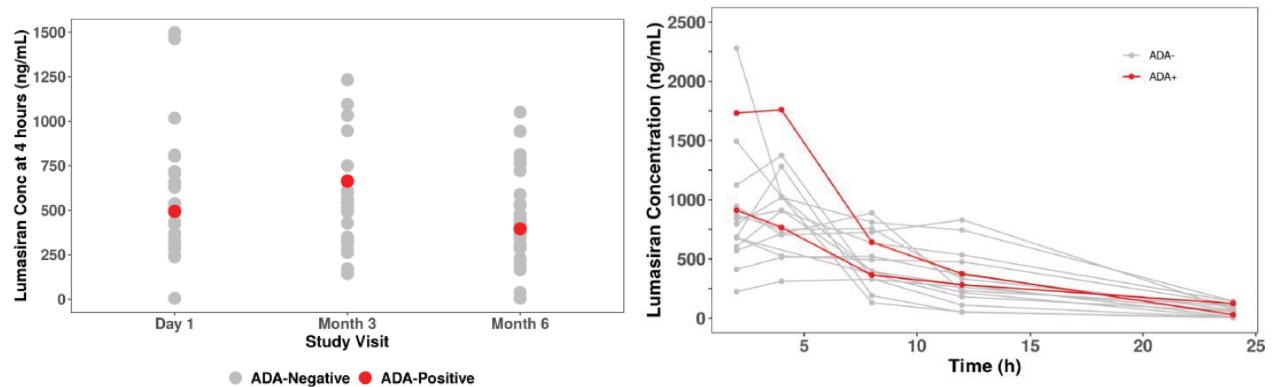 Lumasiran Conc at 4 hours (ng/mL)
1500
1250
1000
750
500
250
0
Day 1
Month 3
Month 6
Study Visit
ADA-Negative
ADA-Positive
Lumasiran Concentration (ng/mL)
2500
2000
1500
1000
500
0
5
10
15
20
25
Time (h)
ADA-
ADA+